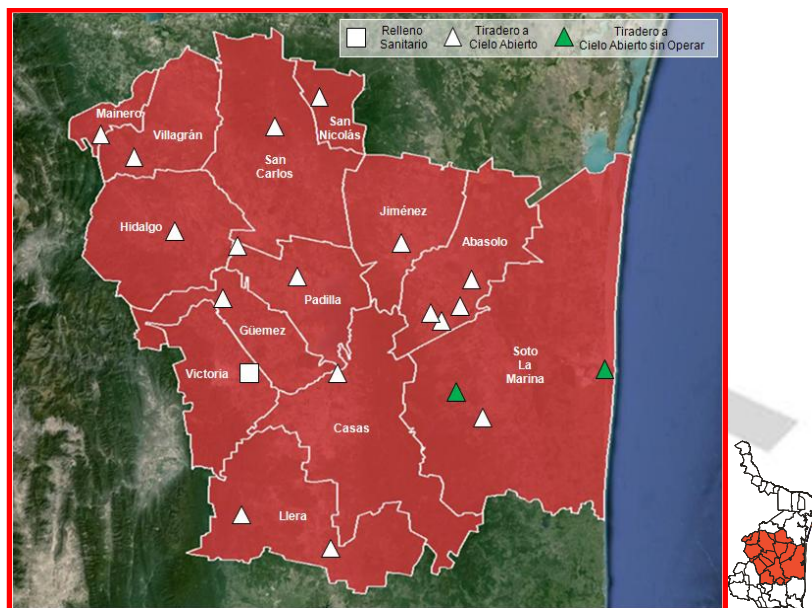 Relleno
Sanitario
Tiradero a
Cielo Abierto
Tiradero a
Cielo Abierto sin Operar
Mainero
Villagrán
San
Nicolás
San
Carlos
Hidalgo
Jiménez
Abasolo
Padilla
Güemez
Victoria
Soto
La
Marina
Casas
Llera